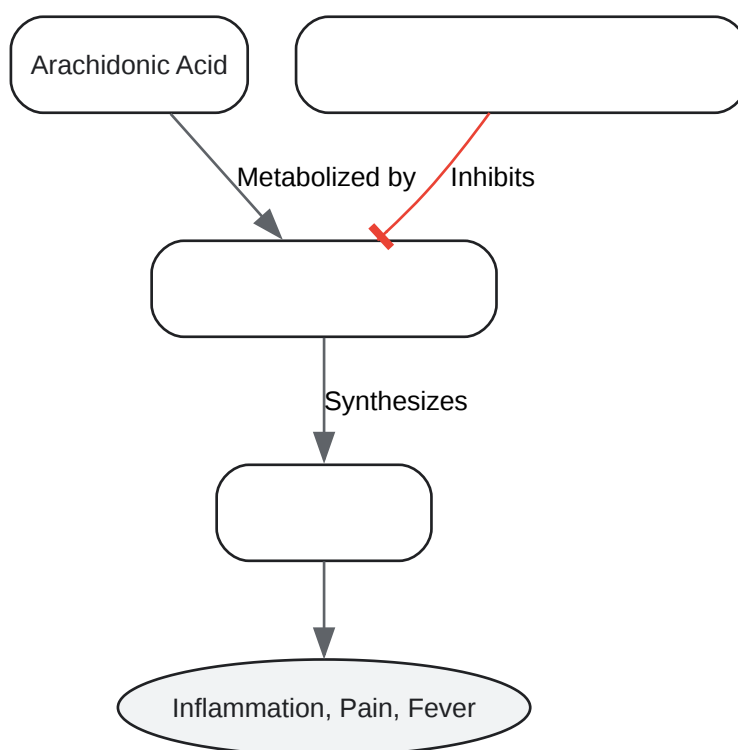 Arachidonic Acid
Metabolized by
Inhibits
Synthesizes
Inflammation, Pain, Fever